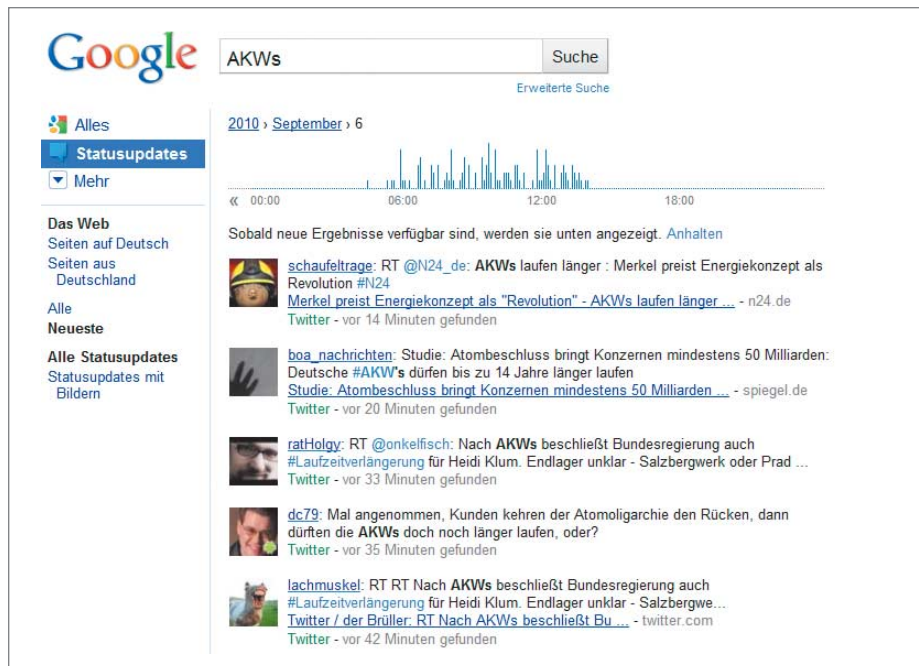 Google
AKWs
Suche
Erweiterte Suche
Alles
Statusupdates
Mehr
Das Web
Seiten auf Deutsch
Seiten aus
Deutschland
Alle
Neueste
Alle Statusupdates
Statusupdates mit
Bildern
2010 › September › 6
« 00:00 06:00 12:00 18:00
Sobald neue Ergebnisse verfügbar sind, werden sie unten angezeigt. Anhalten
schaufeltrage: RT @N24_de: AKWs laufen länger : Merkel preist Energiekonzept als
Revolution #N24
Merkel preist Energiekonzept als "Revolution" - AKWs laufen länger ... - n24.de
Twitter - vor 14 Minuten gefunden
boa_nachrichten: Studie: Atombeschluss bringt Konzernen mindestens 50 Milliarden:
Deutsche #AKW's dürfen bis zu 14 Jahre länger laufen
Studie: Atombeschluss bringt Konzernen mindestens 50 Milliarden ... - spiegel.de
Twitter - vor 20 Minuten gefunden
ratHolgy: RT @onkelfisch: Nach AKWs beschließt Bundesregierung auch
#Laufzeitverlängerung für Heidi Klum. Endlager unklar - Salzbergwerk oder Prad ...
Twitter - vor 33 Minuten gefunden
dc79: Mal angenommen, Kunden kehren der Atomoligarchie den Rücken, dann
dürften die AKWs doch noch länger laufen, oder?
Twitter - vor 35 Minuten gefunden
lachmuskel: RT RT Nach AKWs beschließt Bundesregierung auch
#Laufzeitverlängerung für Heidi Klum. Endlager unklar - Salzbergwe...
Twitter / der Brüller: RT Nach AKWs beschließt Bu ... - twitter.com
Twitter - vor 42 Minuten gefunden